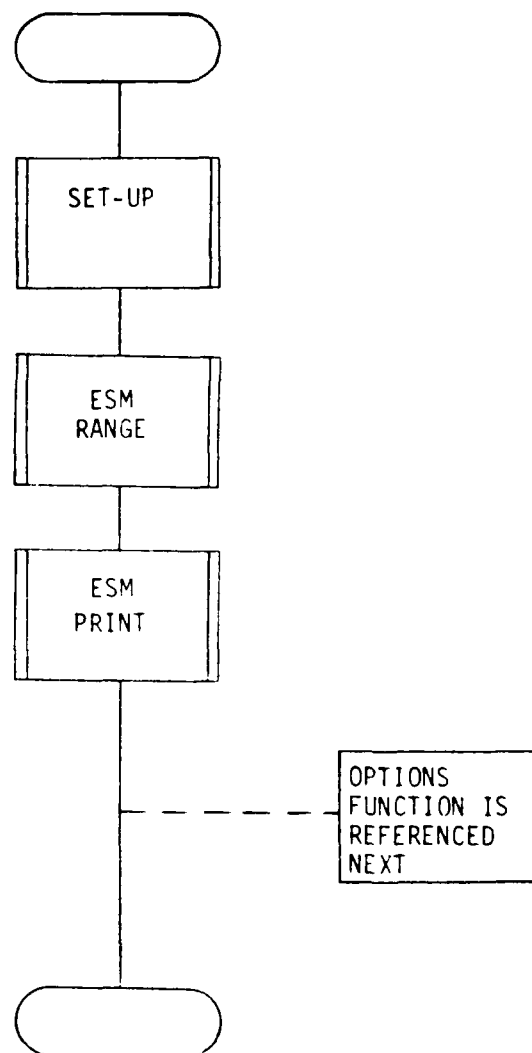 SET-UP
ESM
RANGE
ESM
PRINT
OPTIONS
FUNCTION IS
REFERENCED
NEXT